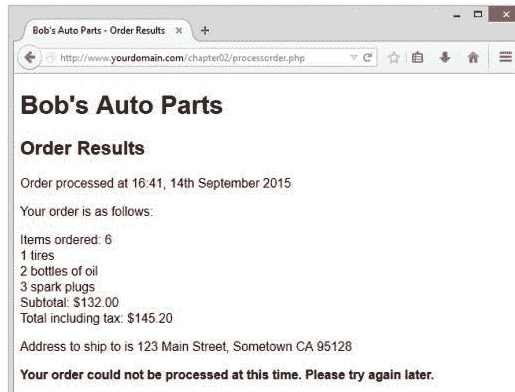 Bob's Auto Parts - Order Results
http://www.yourdomain.com/chapter02/processorder.php
Bob's Auto Parts
Order Results
Order processed at 16:41, 14th September 2015
Your order is as follows:
Items ordered: 6
1 tires
2 bottles of oil
3 spark plugs
Subtotal: $132.00
Total including tax: $145.20
Address to ship to is 123 Main Street, Sometown CA 95128
Your order could not be processed at this time. Please try again later.